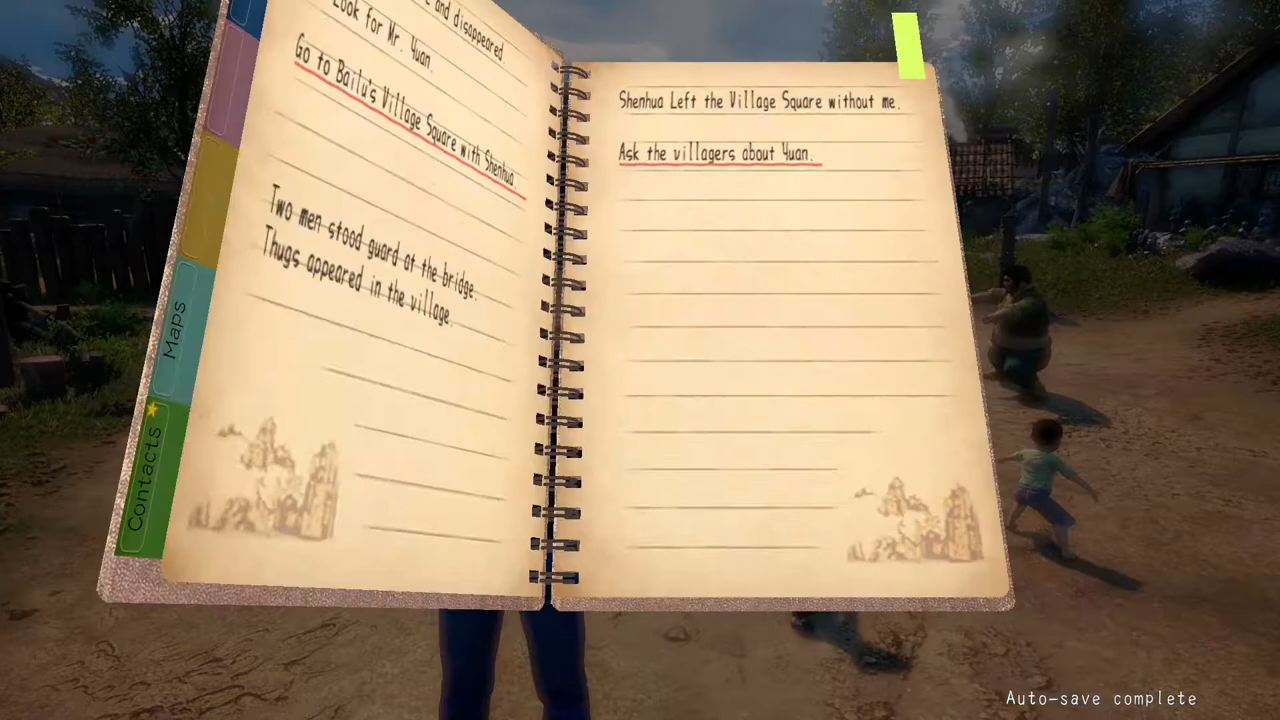 and disappeared.
Look for Mr. Yuan.
Go to Bailu's Village Square with Shenhua.
Two men stood guard at the bridge.
Thugs appeared in the village.
Maps
Contacts
Shenhua Left the Village Square without me.
Ask the villagers about Yuan.
Auto-save complete